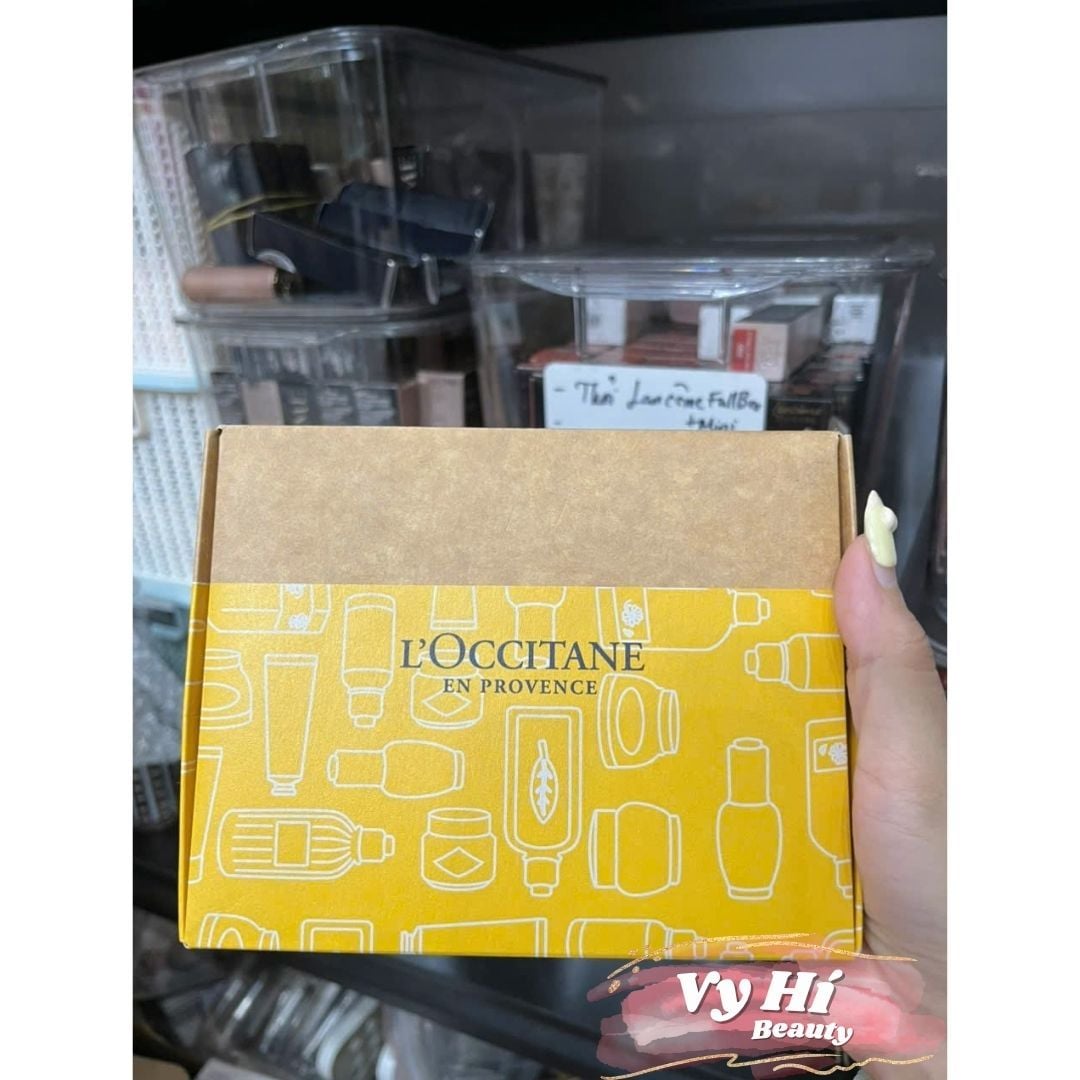 - Thỏi Lancôme FullBox
+ Mini
L'OCCITANE
EN PROVENCE
Vy Hí
Beauty